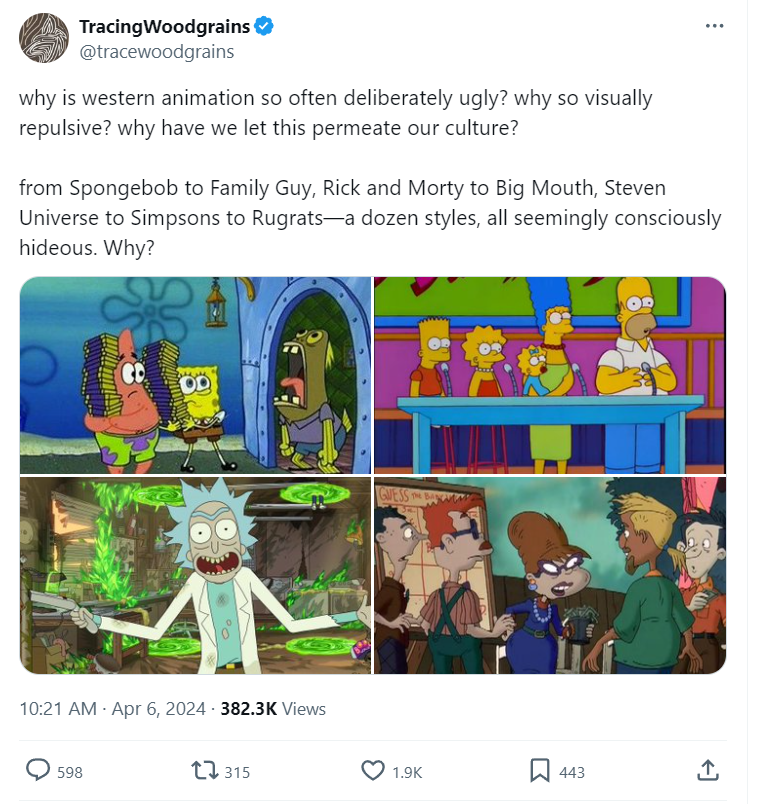 TracingWoodgrains
@tracewoodgrains
why is western animation so often deliberately ugly? why so visually
repulsive? why have we let this permeate our culture?
from Spongebob to Family Guy, Rick and Morty to Big Mouth, Steven
Universe to Simpsons to Rugrats—a dozen styles, all seemingly consciously
hideous. Why?
GUESS THE
10:21 AM · Apr 6, 2024 · 382.3K Views
598
315
1.9K
443